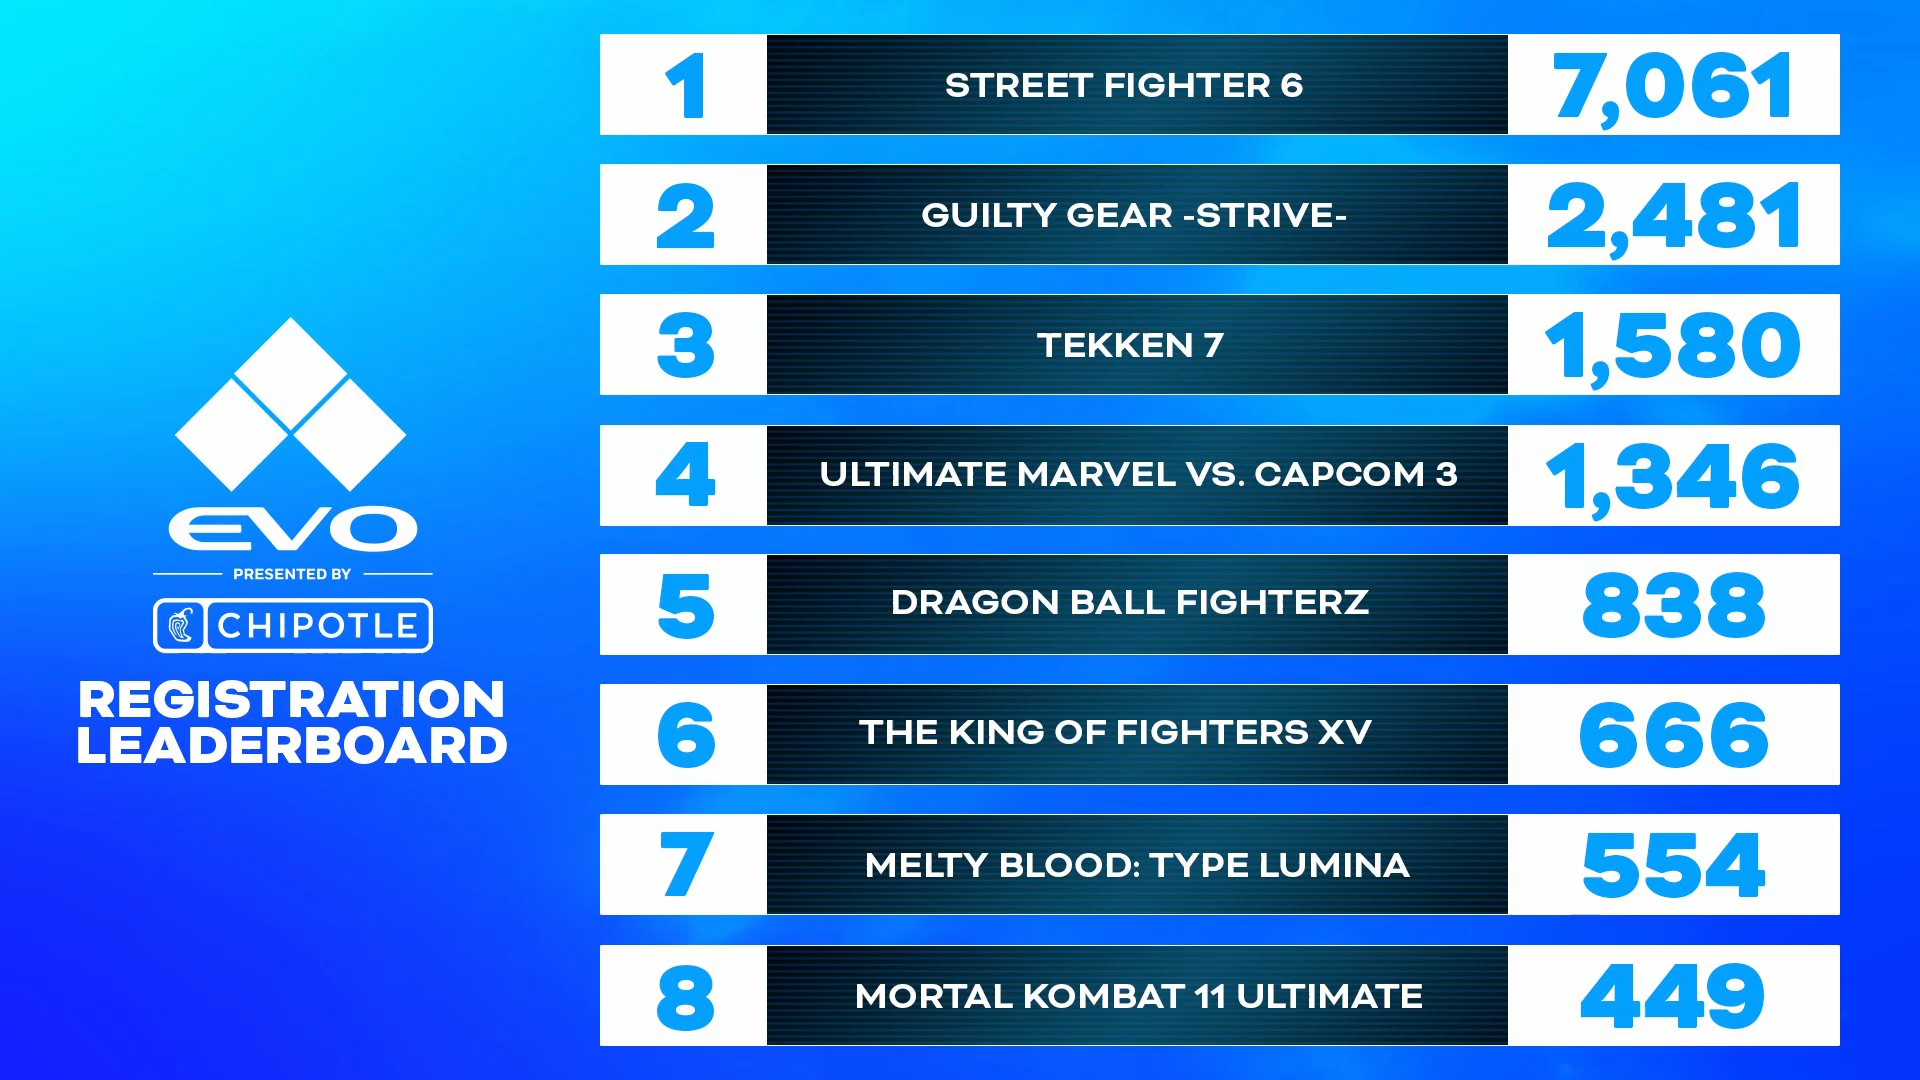 EVO
PRESENTED BY
CHIPOTLE
REGISTRATION
LEADERBOARD
1 STREET FIGHTER 6 7,061
2 GUILTY GEAR -STRIVE- 2,481
3 TEKKEN 7 1,580
4 ULTIMATE MARVEL VS. CAPCOM 3 1,346
5 DRAGON BALL FIGHTERZ 838
6 THE KING OF FIGHTERS XV 666
7 MELTY BLOOD: TYPE LUMINA 554
8 MORTAL KOMBAT 11 ULTIMATE 449